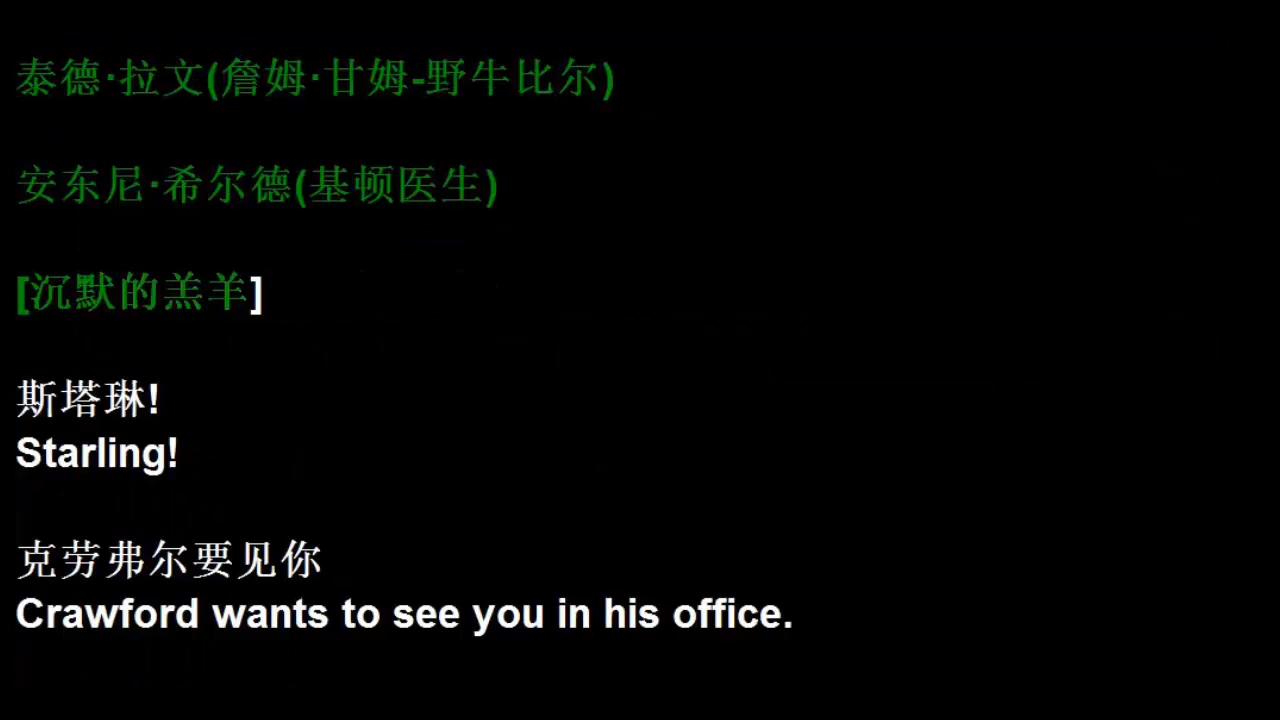 泰德·拉文(詹姆·甘姆-野牛比尔)
安东尼·希尔德(基顿医生)
[沉默的羔羊]
斯塔琳!
Starling!
克劳弗尔要见你
Crawford wants to see you in his office.